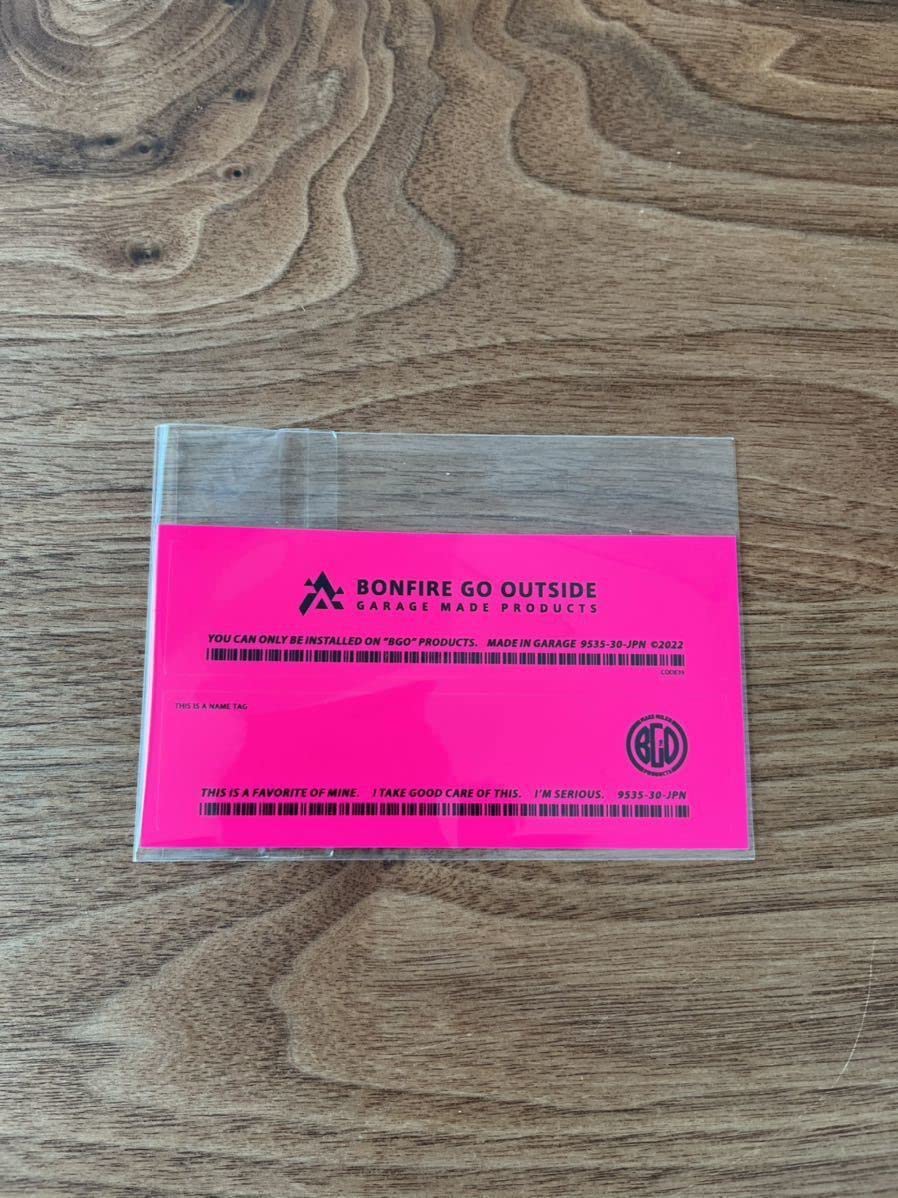 BONFIRE GO OUTSIDE
GARAGE MADE PRODUCTS
YOU CAN ONLY BE INSTALLED ON "BGO" PRODUCTS. MADE IN GARAGE 9535-30-JPN ©2022
CODE39
THIS IS A NAME TAG
BGO
PRODUCTS
THIS IS A FAVORITE OF MINE. I TAKE GOOD CARE OF THIS. I'M SERIOUS. 9535-30-JPN